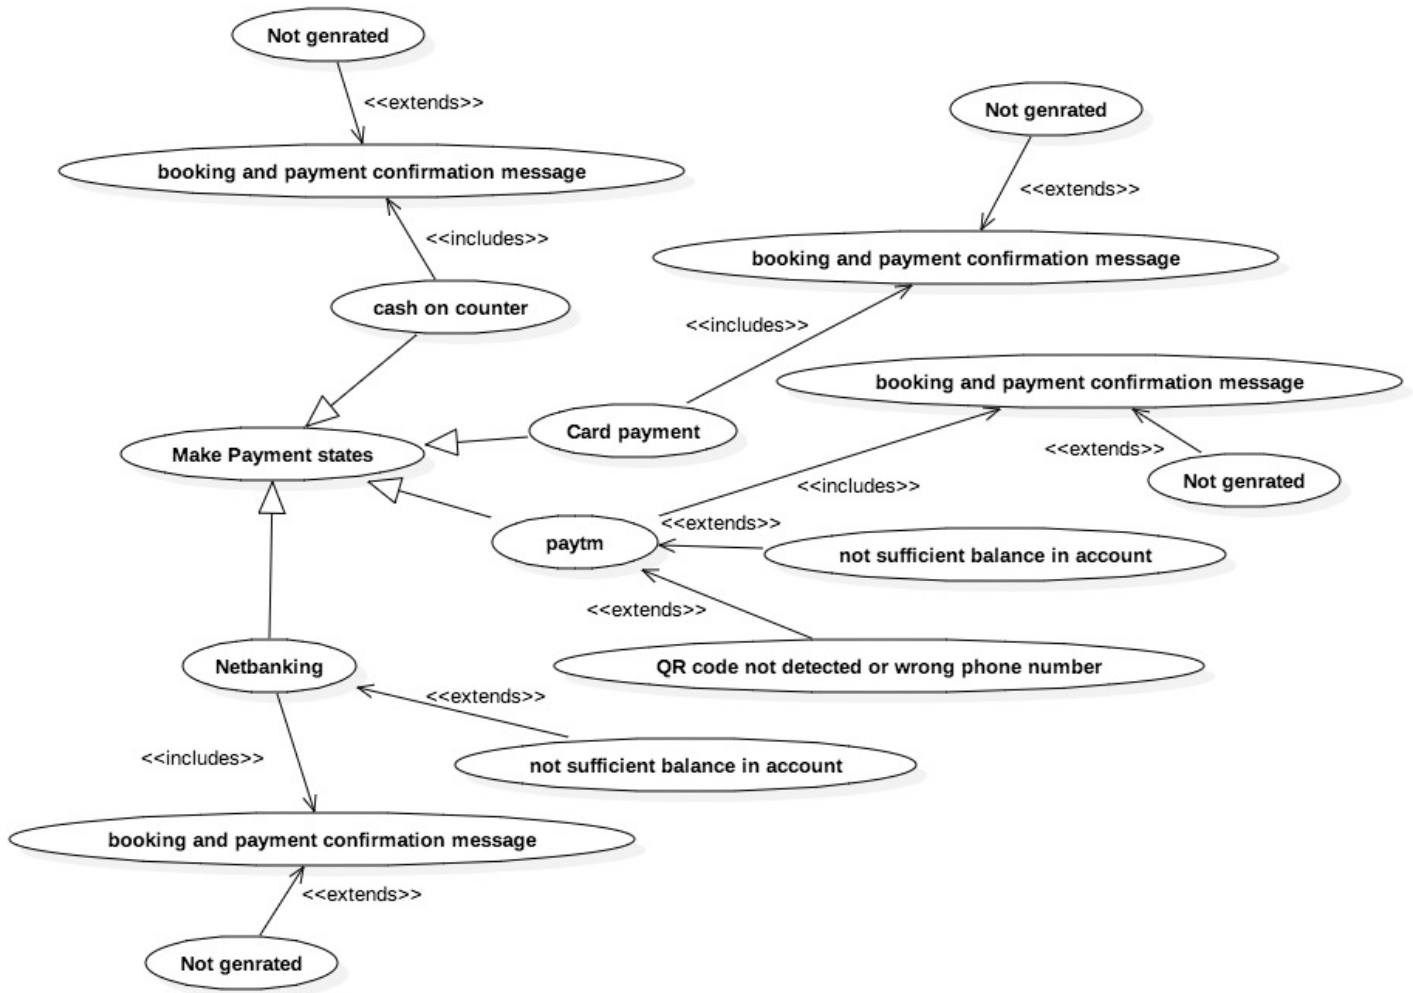 Not genrated
<<extends>>
Not genrated
booking and payment confirmation message
<<extends>>
<<includes>>
booking and payment confirmation message
cash on counter
<<includes>>
booking and payment confirmation message
Card payment
Make Payment states
<<extends>>
Not genrated
<<includes>>
<<extends>>
paytm
not sufficient balance in account
<<extends>>
Netbanking
QR code not detected or wrong phone number
<<extends>>
<<includes>>
not sufficient balance in account
booking and payment confirmation message
<<extends>>
Not genrated